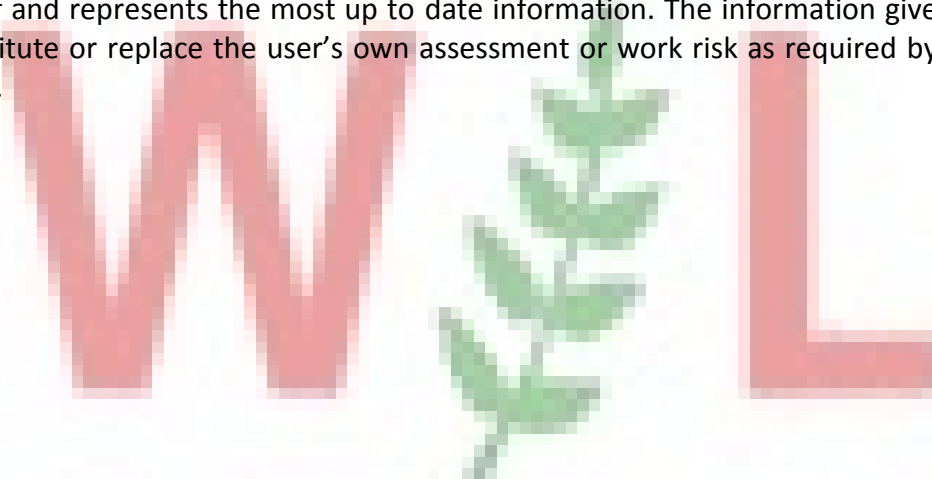 and represents the most up to date information. The information give
itute or replace the user's own assessment or work risk as required by
.
W L